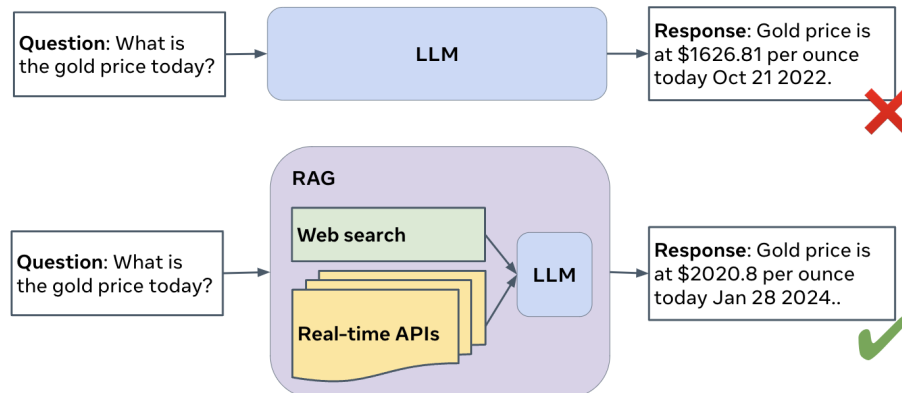 Question: What is
the gold price today?
LLM
Response: Gold price is
at $1626.81 per ounce
today Oct 21 2022.
RAG
Web search
Real-time APIs
LLM
Question: What is
the gold price today?
Response: Gold price is
at $2020.8 per ounce
today Jan 28 2024..